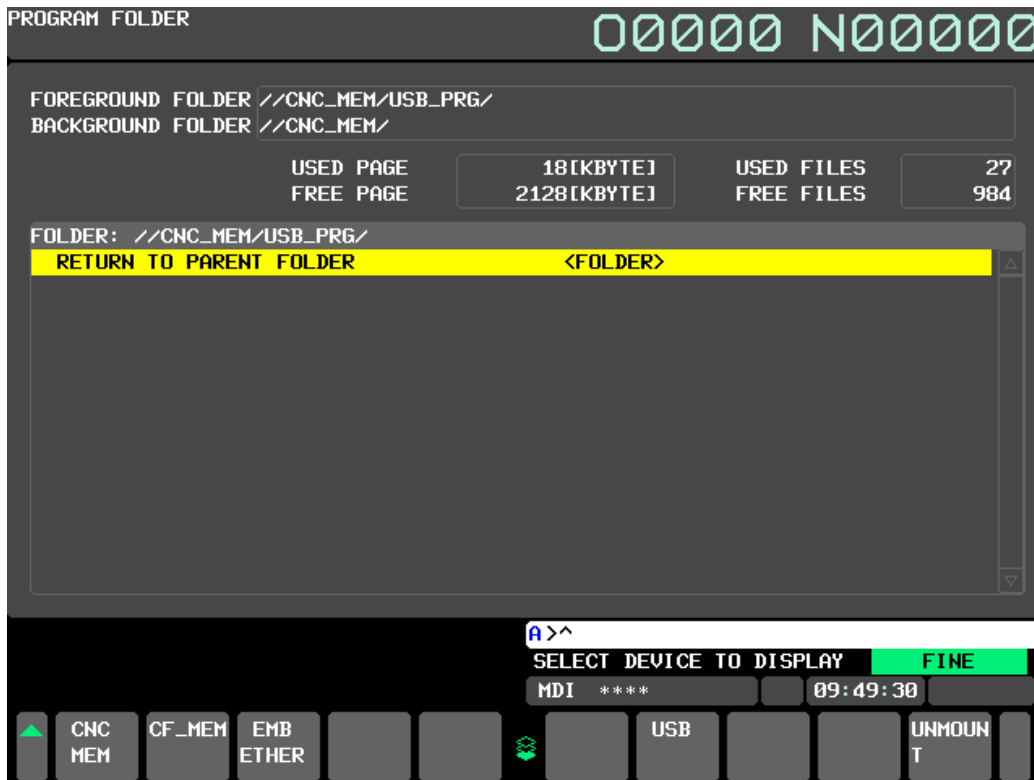 PROGRAM FOLDER
O0000 N00000
FOREGROUND FOLDER //CNC_MEM/USB_PRG/
BACKGROUND FOLDER //CNC_MEM/
USED PAGE 18[KBYTE] USED FILES 27
FREE PAGE 2128[KBYTE] FREE FILES 984
FOLDER: //CNC_MEM/USB_PRG/
RETURN TO PARENT FOLDER <FOLDER>
A>^
SELECT DEVICE TO DISPLAY FINE
MDI **** 09:49:30
CNC MEM CF_MEM EMB ETHER USB UNMOUNT